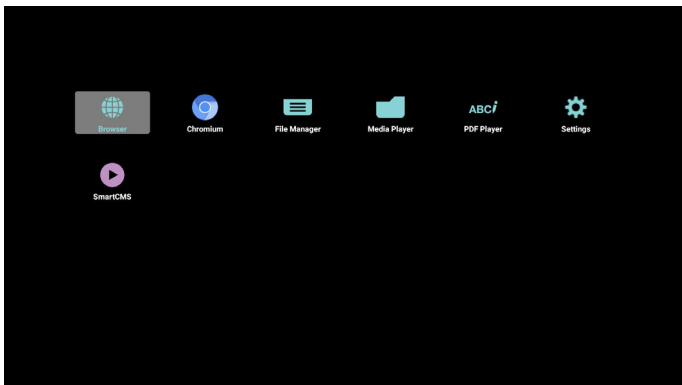 Browser
Chromium
File Manager
Media Player
ABCi
PDF Player
Settings
SmartCMS